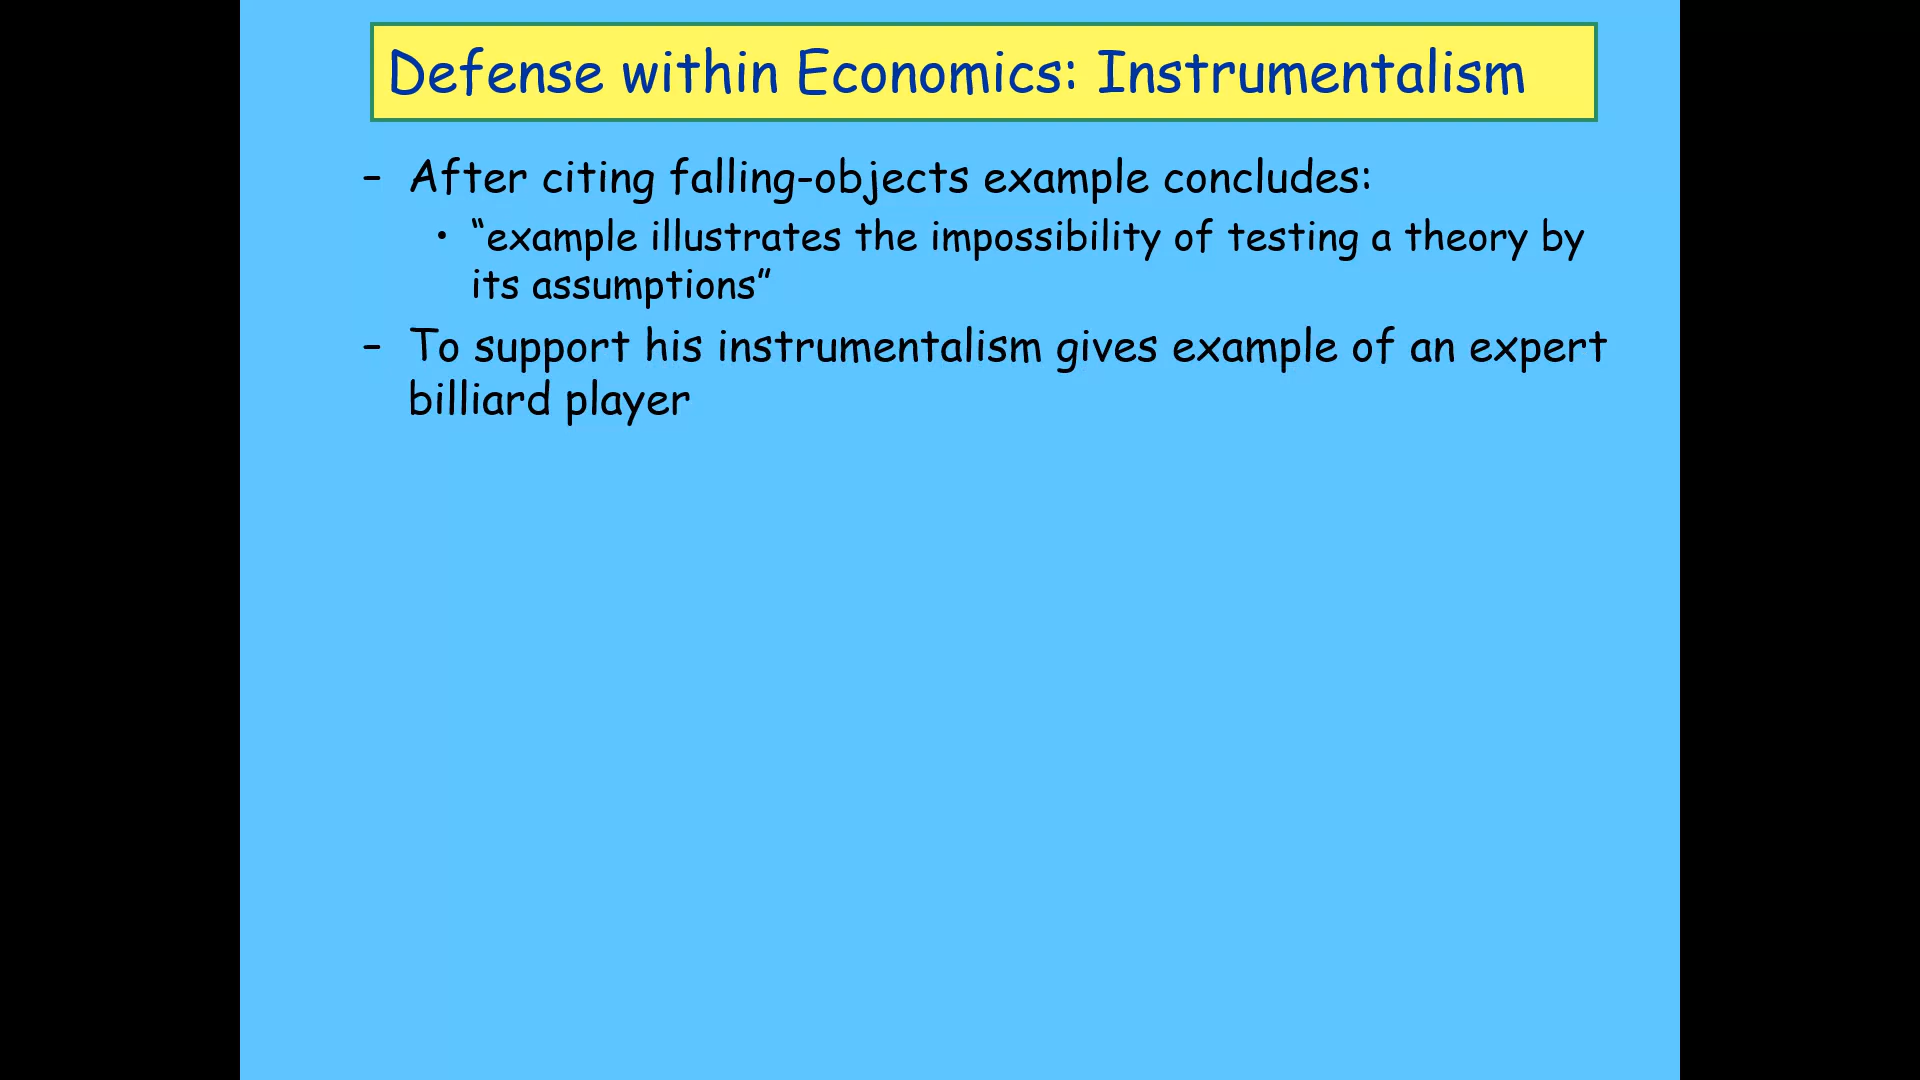 Defense within Economics: Instrumentalism
– After citing falling-objects example concludes:
• “example illustrates the impossibility of testing a theory by
its assumptions”
– To support his instrumentalism gives example of an expert
billiard player